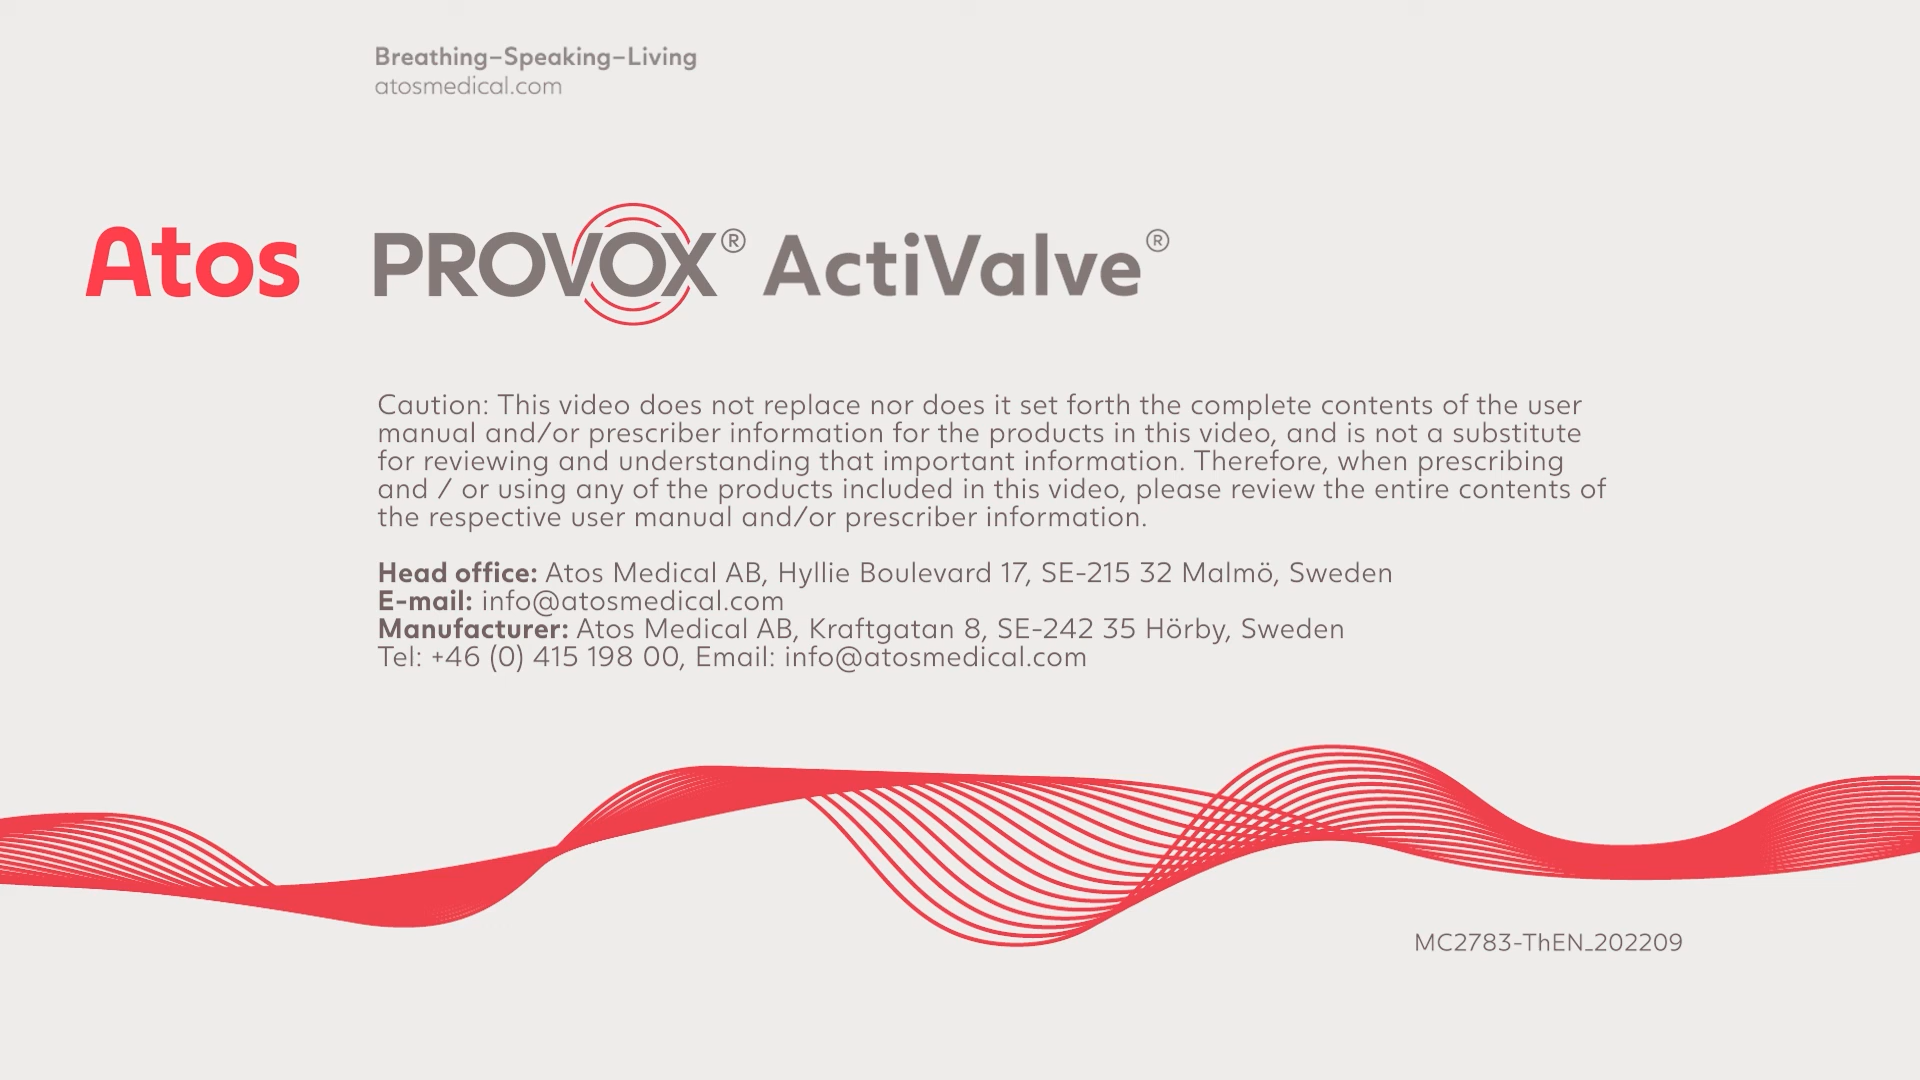 Breathing–Speaking–Living
atosmedical.com
Atos PROVOX® ActiValve®
Caution: This video does not replace nor does it set forth the complete contents of the user
manual and/or prescriber information for the products in this video, and is not a substitute
for reviewing and understanding that important information. Therefore, when prescribing
and / or using any of the products included in this video, please review the entire contents of
the respective user manual and/or prescriber information.
Head office: Atos Medical AB, Hyllie Boulevard 17, SE-215 32 Malmö, Sweden
E-mail: info@atosmedical.com
Manufacturer: Atos Medical AB, Kraftgatan 8, SE-242 35 Hörby, Sweden
Tel: +46 (0) 415 198 00, Email: info@atosmedical.com
MC2783-ThEN_202209